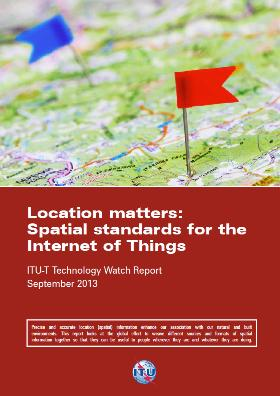 Location matters:
Spatial standards for the
Internet of Things
ITU-T Technology Watch Report
September 2013
Precise and accurate location (spatial) information enhance our association with our natural and built
environments. This report looks at the global effort to weave different sources and formats of spatial
information together so that they can be useful to people wherever they are and whatever they are doing.
ITU